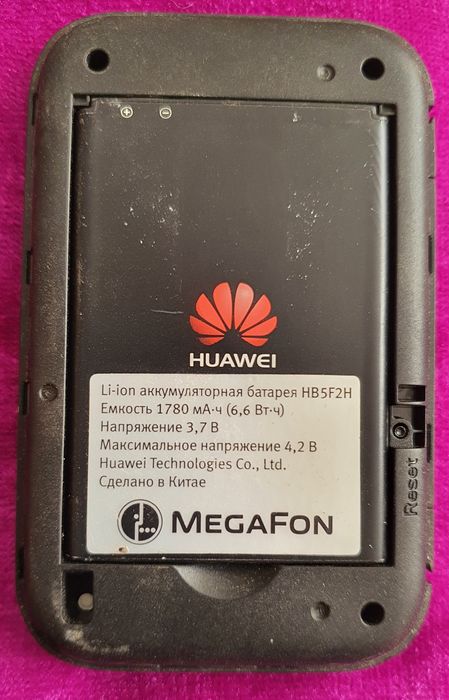 HUAWEI
Li-ion аккумуляторная батарея HB5F2H
Емкость 1780 мА·ч (6,6 Вт·ч)
Напряжение 3,7 В
Максимальное напряжение 4,2 В
Huawei Technologies Co., Ltd.
Сделано в Китае
MEGAFON
Reset